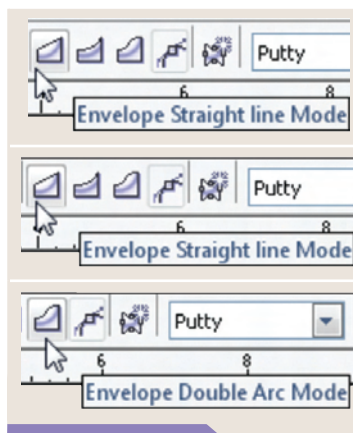 Putty
6 8
Envelope Straight line Mode
Putty
6 8
Envelope Straight line Mode
Putty
6 8
Envelope Double Arc Mode